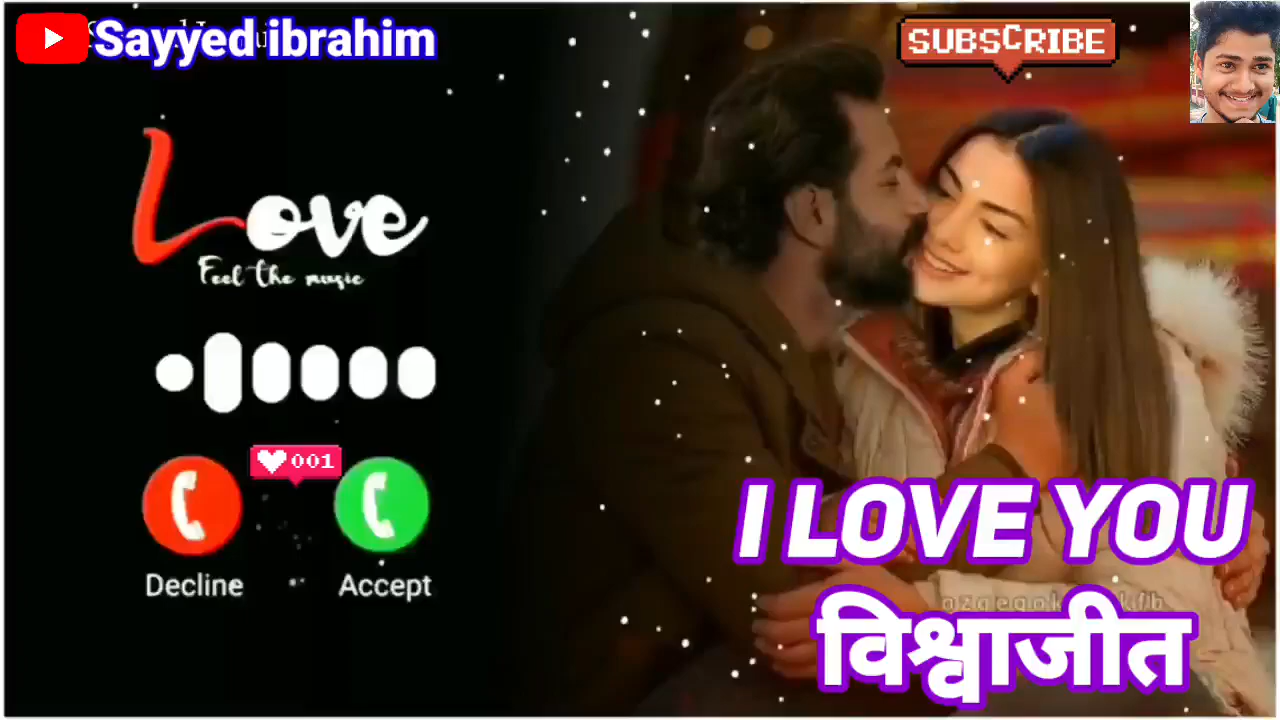 Sayyed ibrahim
SUBSCRIBE
Love
Feel the music
001
Decline
Accept
I LOVE YOU
विश्वाजीत